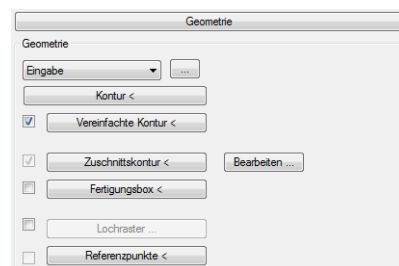 Geometrie
Geometrie
Eingabe ...
Kontur <
Vereinfachte Kontur <
Zuschnittskontur < Bearbeiten ...
Fertigungsbox <
Lochraster ...
Referenzpunkte <